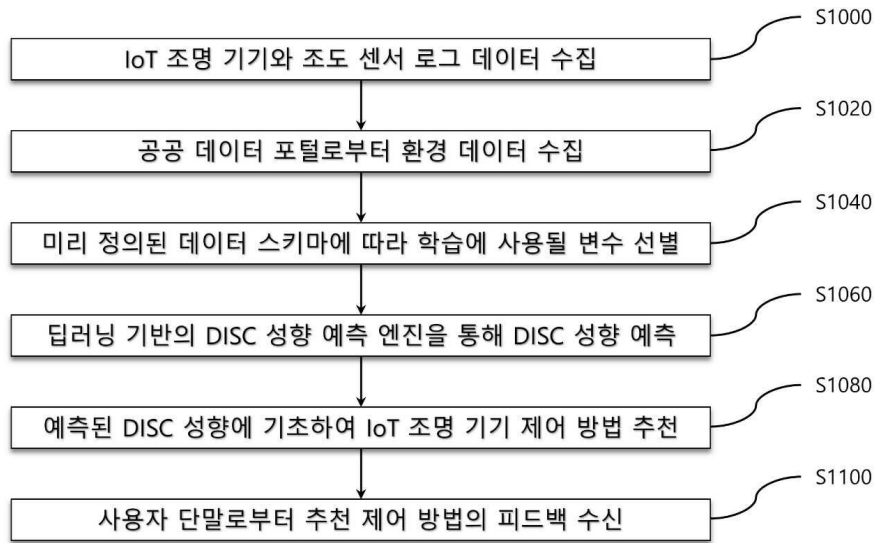 S1000
IoT 조명 기기와 조도 센서 로그 데이터 수집
S1020
공공 데이터 포털로부터 환경 데이터 수집
S1040
미리 정의된 데이터 스키마에 따라 학습에 사용될 변수 선별
S1060
딥러닝 기반의 DISC 성향 예측 엔진을 통해 DISC 성향 예측
S1080
예측된 DISC 성향에 기초하여 IoT 조명 기기 제어 방법 추천
S1100
사용자 단말로부터 추천 제어 방법의 피드백 수신